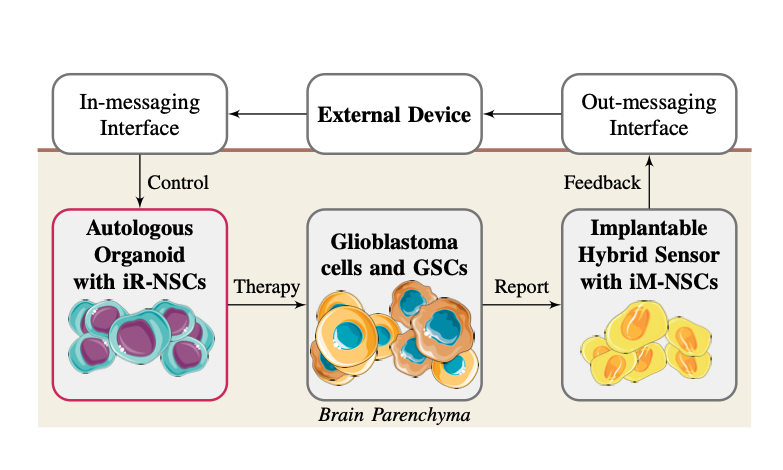 In-messaging
Interface
External Device
Out-messaging
Interface
Control
Feedback
Autologous
Organoid
with iR-NSCs
Therapy
Glioblastoma
cells and GSCs
Report
Implantable
Hybrid Sensor
with iM-NSCs
Brain Parenchyma